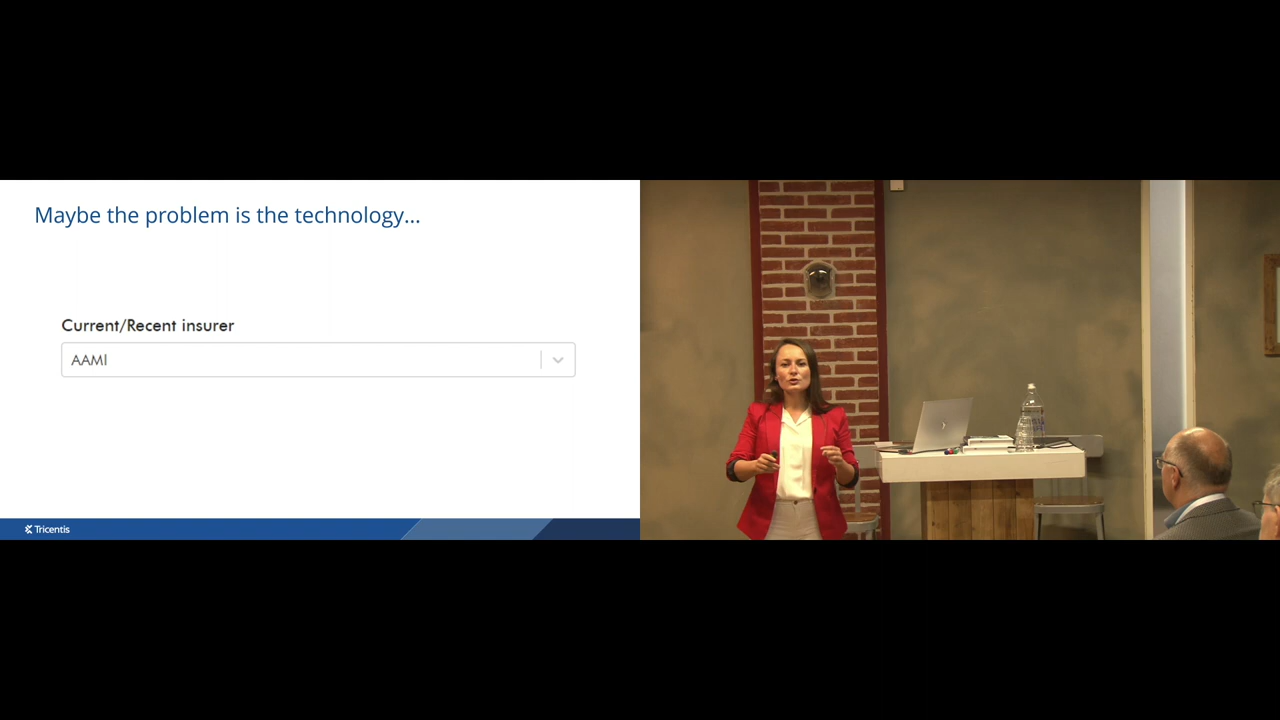 Maybe the problem is the technology...
Current/Recent insurer
AAMI
Tricentis